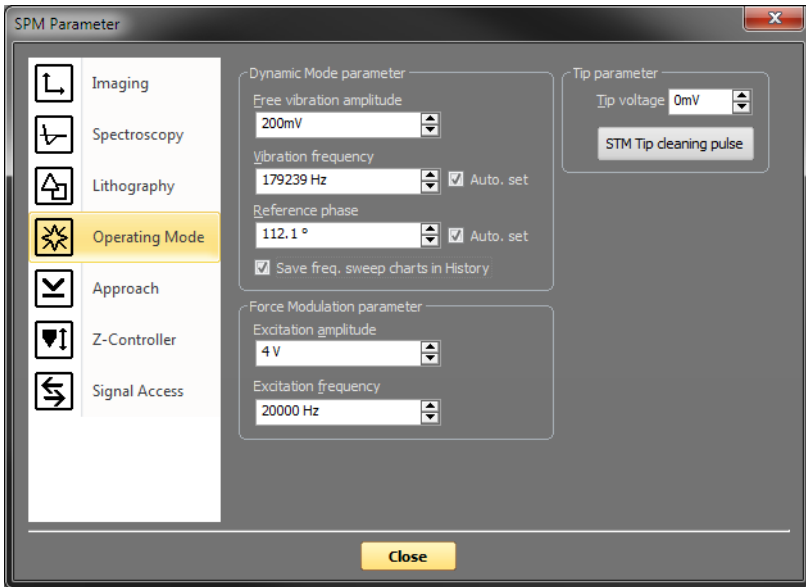 SPM Parameter
Imaging
Spectroscopy
Lithography
Operating Mode
Approach
Z-Controller
Signal Access
Dynamic Mode parameter
Free vibration amplitude
200mV
Vibration frequency
179239 Hz
Auto. set
Reference phase
112.1 °
Auto. set
Save freq. sweep charts in History
Force Modulation parameter
Excitation amplitude
4 V
Excitation frequency
20000 Hz
Tip parameter
Tip voltage 0mV
STM Tip cleaning pulse
Close